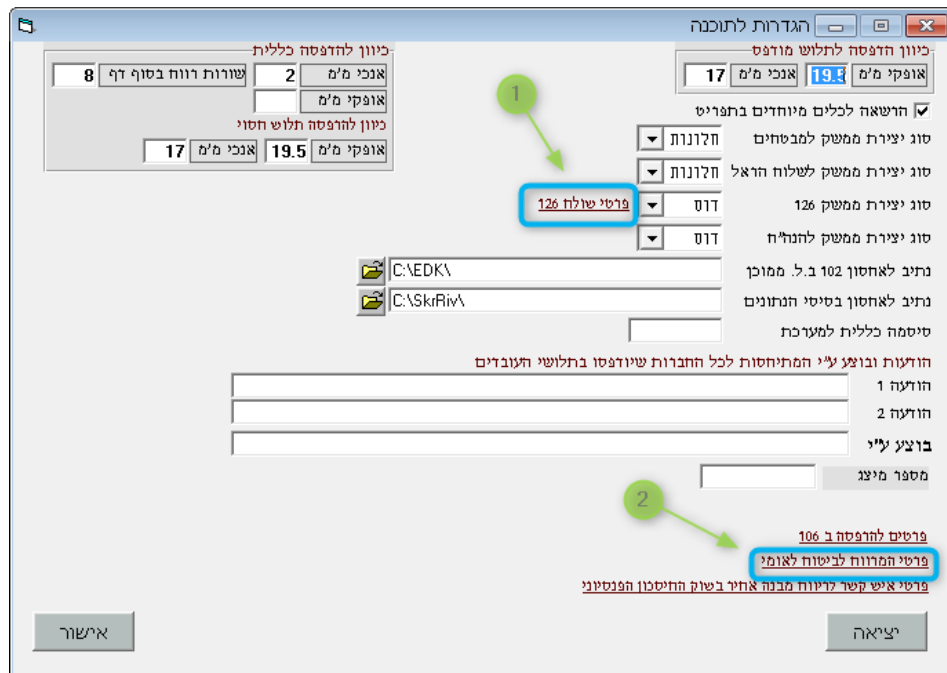 הגדרות לתוכנה
כיוון הדפסה לתלוש מודפס
אופקי מ'מ 19.5 אנכי מ'מ 17
כיוון להדפסה כללית
אנכי מ'מ 2 שורות רווח בסוף דף 8
אופקי מ'מ
כיוון להדפסה תלוש חסוי
אופקי מ'מ 19.5 אנכי מ'מ 17
1
הרשאה לכלים מיוחדים בתפריט
סוג יצירת ממשק למבטחים חלונות
סוג יצירת ממשק לשלוח הראל חלונות
סוג יצירת ממשק 126 דוס פרטי שולח 126
סוג יצירת ממשק להנה"ח דוס
נתיב לאחסון 102 ב.ל. ממוכן C:\EDK\
נתיב לאחסון בסיסי הנתונים C:\SkrRiv\
סיסמה כללית למערכת
הודעות ובוצע ע"י המתיחסות לכל החברות שיודפסו בתלושי העובדים
הודעה 1
הודעה 2
בוצע ע"י
מספר מיצג
2
פרטים להדפסה ב 106
פרטי המדווח לביטוח לאומי
פרטי איש קשר לדיווח מבנה אחיד בשוק החיסכון הפנסיוני
יציאה
אישור